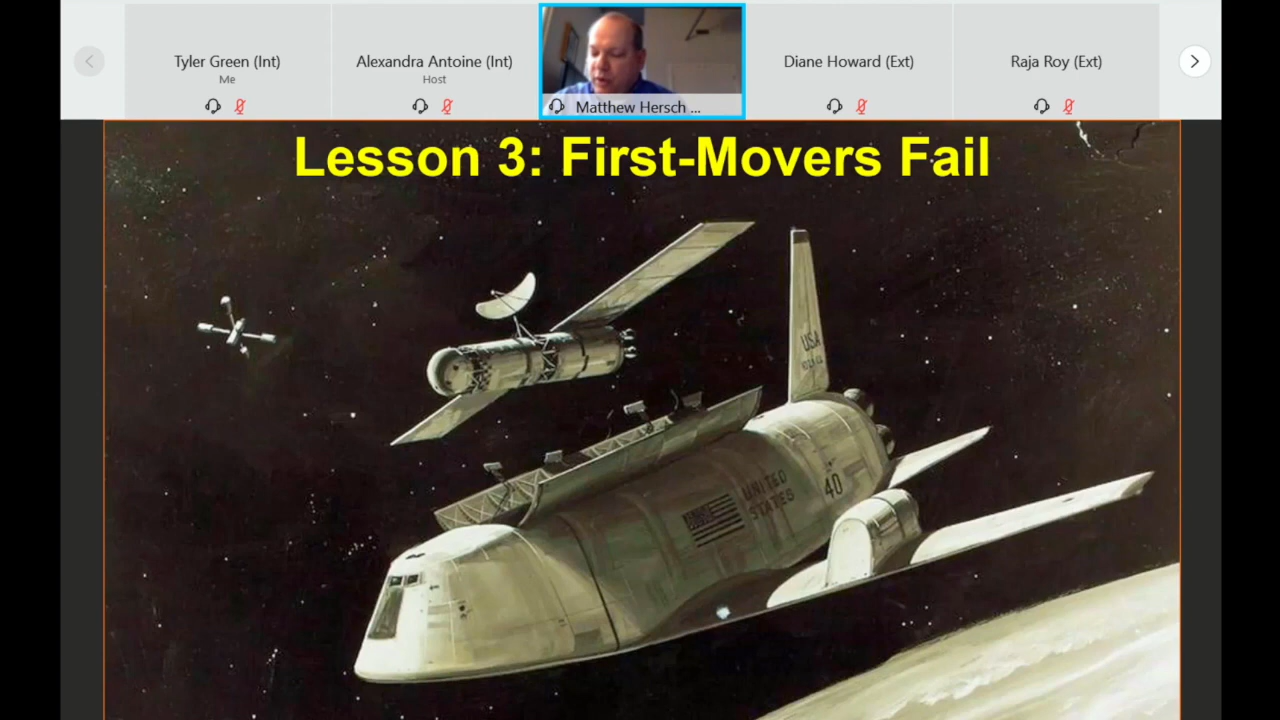 Tyler Green (Int)
Me
Alexandra Antoine (Int)
Host
Matthew Hersch ...
Diane Howard (Ext)
Raja Roy (Ext)
Lesson 3: First-Movers Fail
USA
UNITED
STATES
40